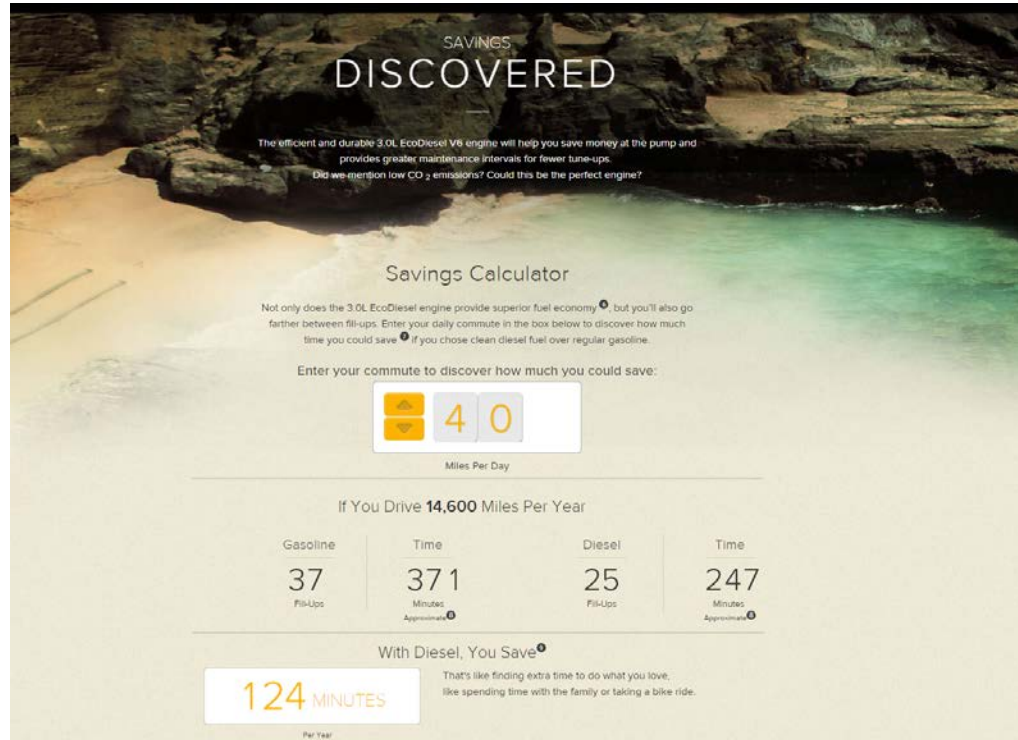 SAVINGS
DISCOVERED
The efficient and durable 3.0L EcoDiesel V6 engine will help you save money at the pump and
provides greater maintenance intervals for fewer tune-ups.
Did we mention low CO 2 emissions? Could this be the perfect engine?
Savings Calculator
Not only does the 3.0L EcoDiesel engine provide superior fuel economy , but you'll also go
farther between fill-ups. Enter your daily commute in the box below to discover how much
time you could save 7 if you chose clean diesel fuel over regular gasoline.
Enter your commute to discover how much you could save:
40
Miles Per Day
If You Drive 14,600 Miles Per Year
Gasoline Time Diesel Time
37 371 25 247
Fill-Ups Minutes Fill-Ups Minutes
Approximate 8 Approximate 8
With Diesel, You Save
That's like finding extra time to do what you love,
like spending time with the family or taking a bike ride.
124 MINUTES
Per Year